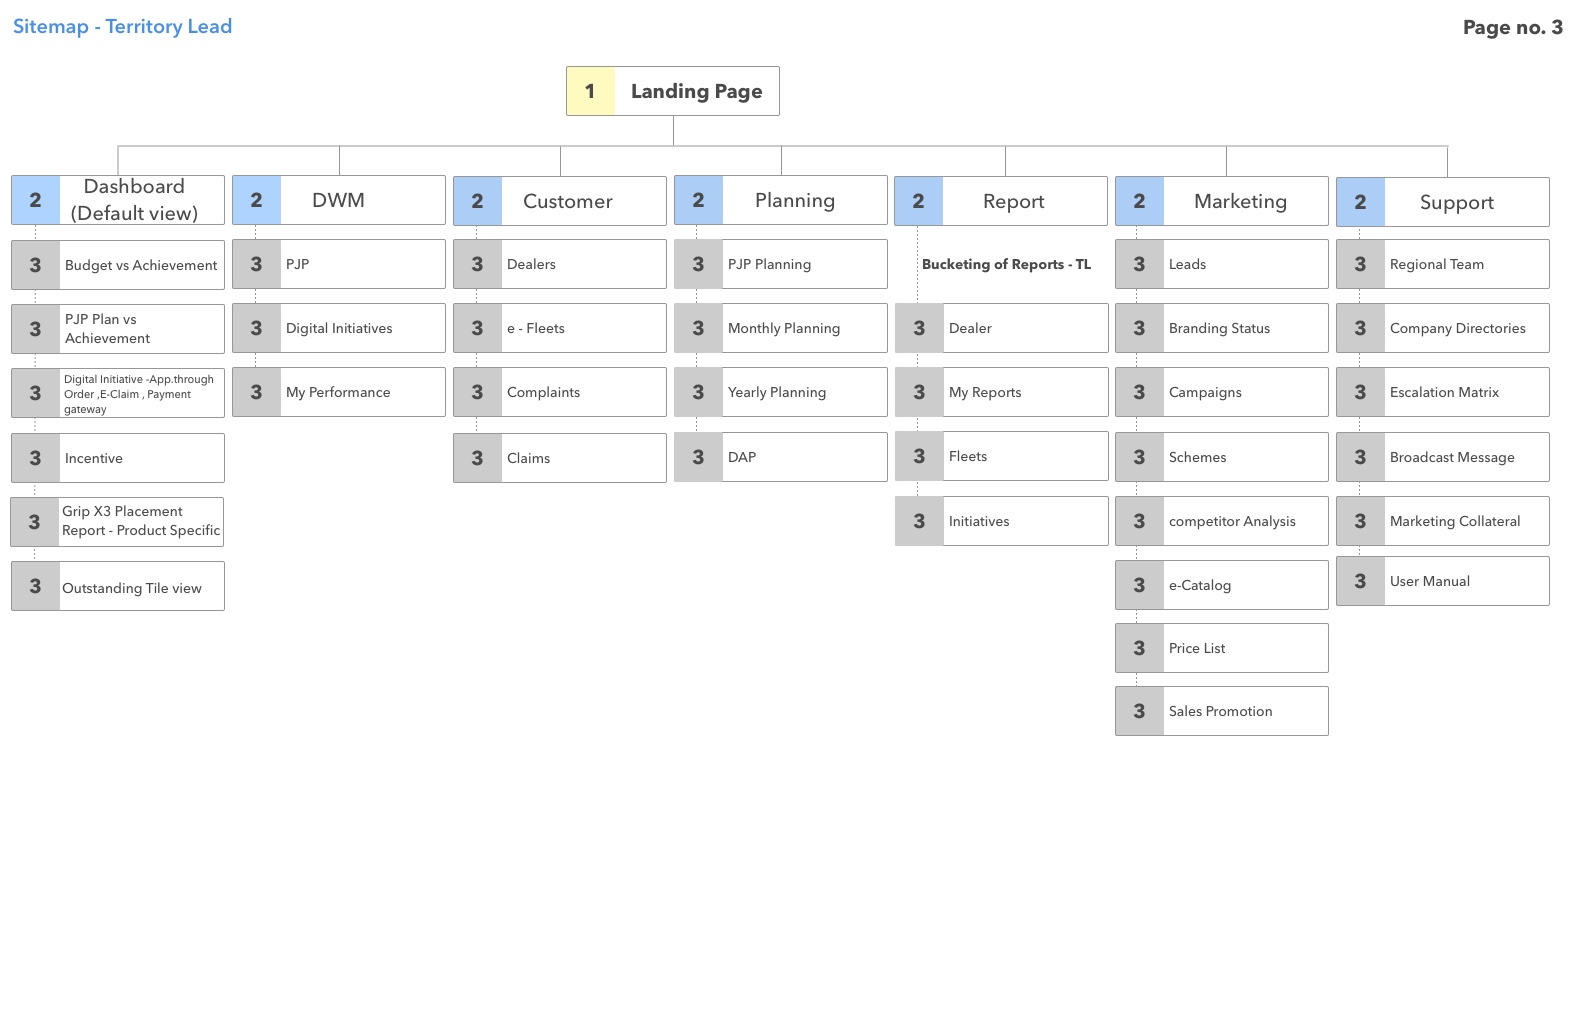 Sitemap - Territory Lead
Page no. 3
1
Landing Page
2
Dashboard
(Default view)
3
Budget vs Achievement
3
PJP Plan vs
Achievement
3
Digital Initiative -App.through
Order ,E-Claim , Payment
gateway
3
Incentive
3
Grip X3 Placement
Report - Product Specific
3
Outstanding Tile view
2
DWM
3
PJP
3
Digital Initiatives
3
My Performance
2
Customer
3
Dealers
3
e - Fleets
3
Complaints
3
Claims
2
Planning
3
PJP Planning
3
Monthly Planning
3
Yearly Planning
3
DAP
2
Report
Bucketing of Reports - TL
3
Dealer
3
My Reports
3
Fleets
3
Initiatives
2
Marketing
3
Leads
3
Branding Status
3
Campaigns
3
Schemes
3
competitor Analysis
3
e-Catalog
3
Price List
3
Sales Promotion
2
Support
3
Regional Team
3
Company Directories
3
Escalation Matrix
3
Broadcast Message
3
Marketing Collateral
3
User Manual